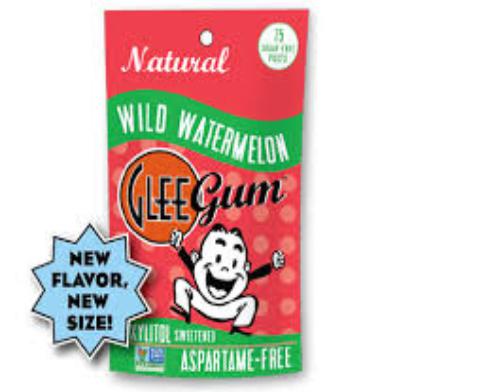 75
SUGAR FREE
PIECES
Natural
WILD WATERMELON
GLEE Gum
NEW
FLAVOR,
NEW
SIZE!
XYLITOL SWEETENED
ASPARTAME-FREE